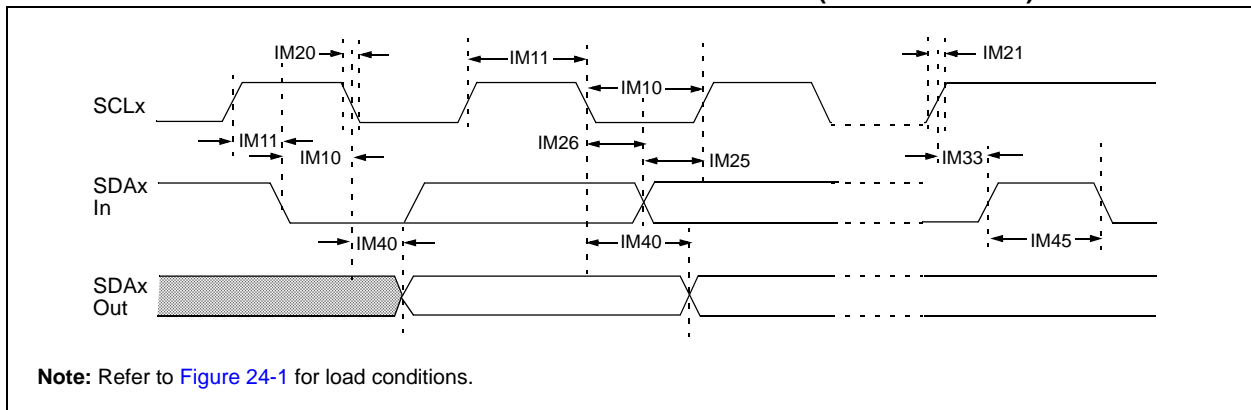 IM20
IM11
IM21
IM10
SCLx
IM11
IM26
IM10
IM25
IM33
SDAx
In
IM40
IM40
IM45
SDAx
Out
Note: Refer to Figure 24-1 for load conditions.